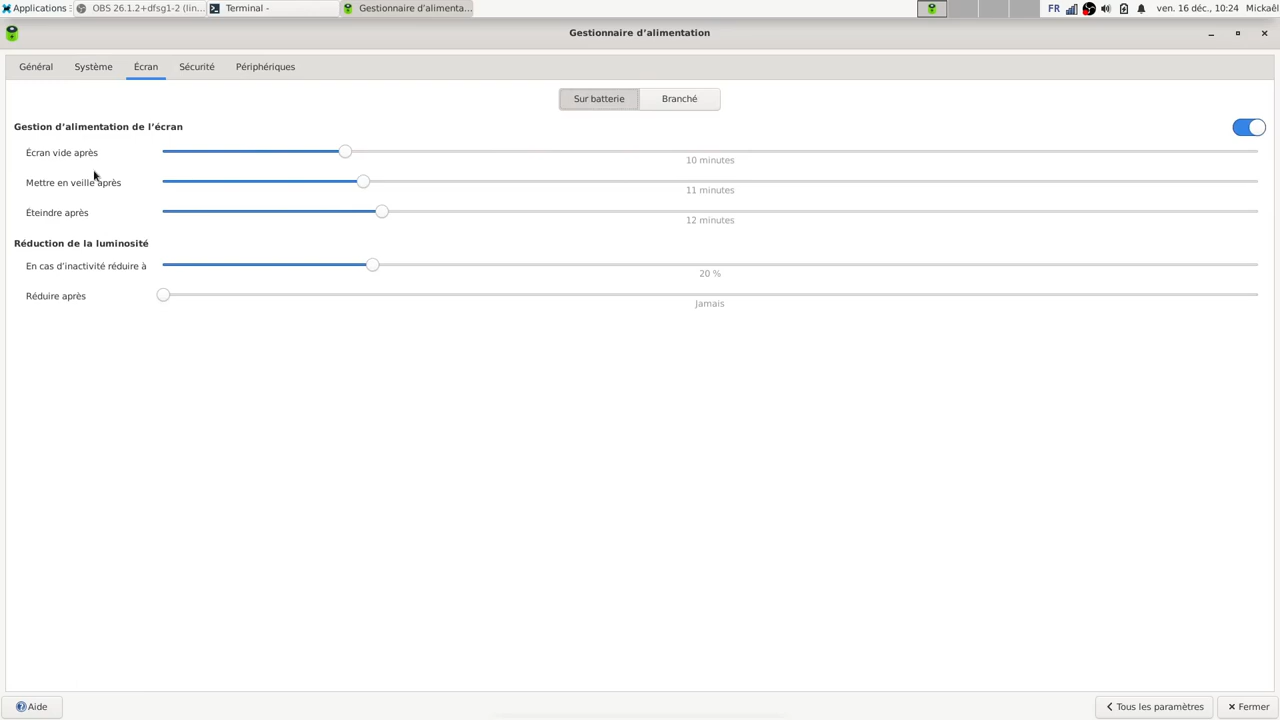 Applications
OBS 26.1.2+dfsg1-2 (lin...
Terminal -
Gestionnaire d’alimenta...
FR
ven. 16 déc., 10:24
Mickaël
Gestionnaire d’alimentation
Général
Système
Écran
Sécurité
Périphériques
Sur batterie
Branché
Gestion d’alimentation de l’écran
Écran vide après
10 minutes
Mettre en veille après
11 minutes
Éteindre après
12 minutes
Réduction de la luminosité
En cas d’inactivité réduire à
20 %
Réduire après
Jamais
Aide
Tous les paramètres
Fermer